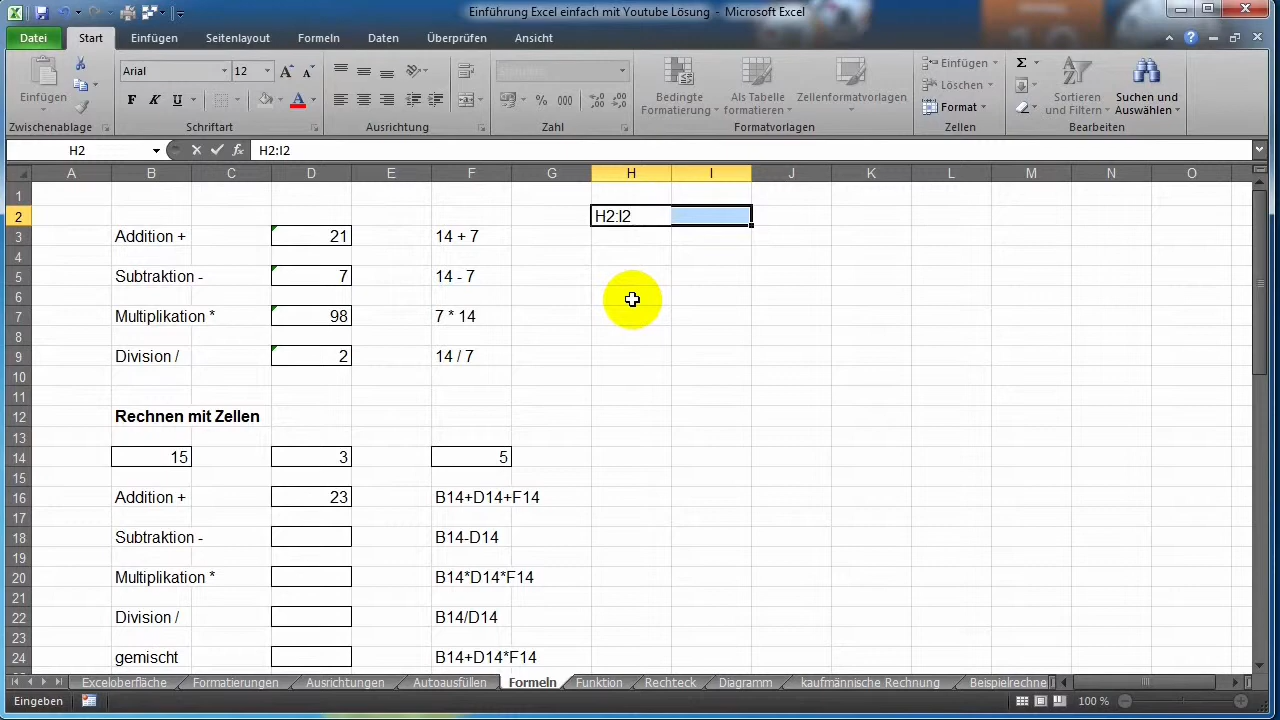 Einführung Excel einfach mit Youtube Lösung - Microsoft Excel
Datei Start Einfügen Seitenlayout Formeln Daten Überprüfen Ansicht
Einfügen
Zwischenablage
Arial 12
F K U A
Schriftart
Ausrichtung
Standard
% 000
Zahl
Bedingte Formatierung
Als Tabelle formatieren
Zellenformatvorlagen
Formatvorlagen
Einfügen
Löschen
Format
Zellen
Σ
Sortieren und Filtern
Suchen und Auswählen
Bearbeiten
H2 fx H2:I2
A B C D E F G H I J K L M N O
1
2 H2:I2
3 Addition + 21 14 + 7
4
5 Subtraktion - 7 14 - 7
6
7 Multiplikation * 98 7 * 14
8
9 Division / 2 14 / 7
10
11
12 Rechnen mit Zellen
13
14 15 3 5
15
16 Addition + 23 B14+D14+F14
17
18 Subtraktion - B14-D14
19
20 Multiplikation * B14*D14*F14
21
22 Division / B14/D14
23
24 gemischt B14+D14*F14
Exceloberfläche Formatierungen Ausrichtungen Autoausfüllen Formeln Funktion Rechteck Diagramm kaufmännische Rechnung Beispielrechne
Eingeben 100 %